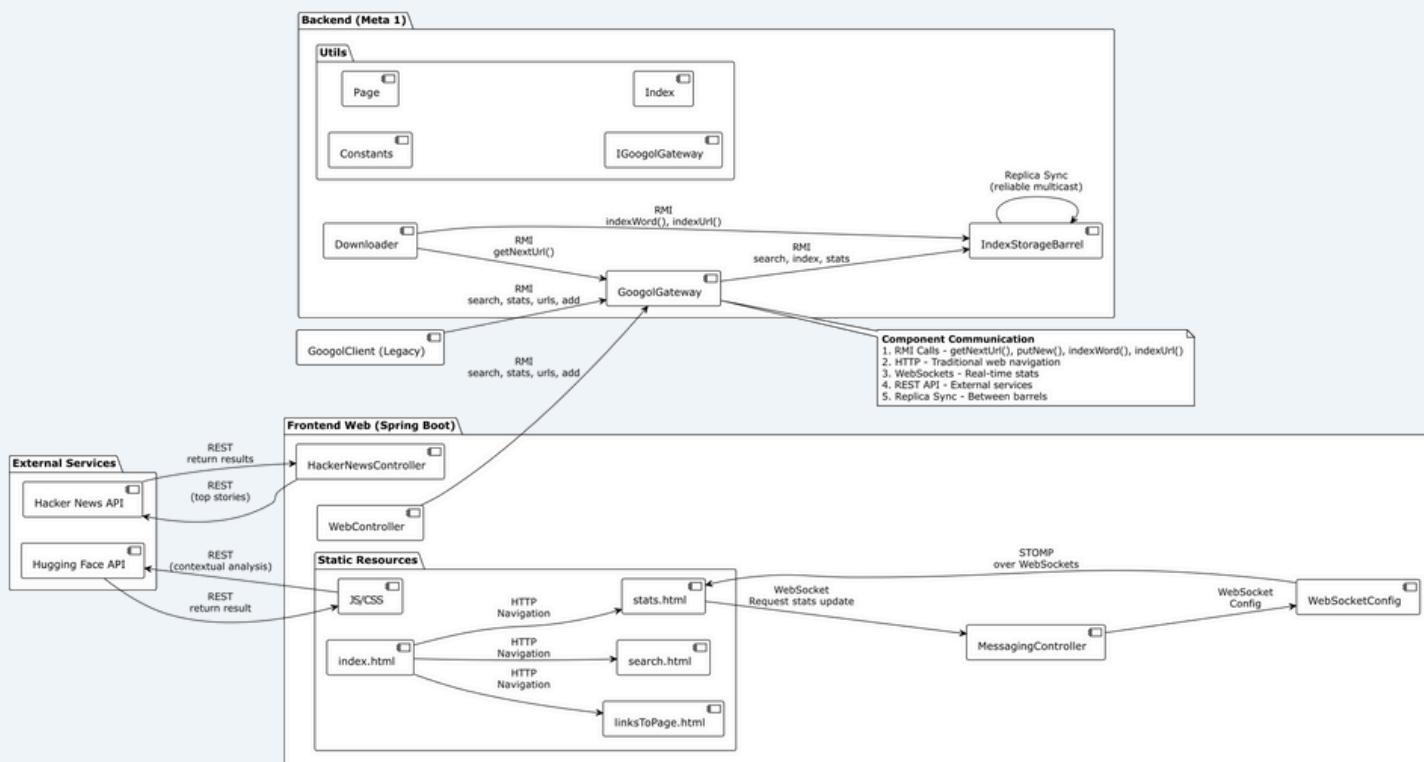 Backend (Meta 1)
Utils
Page
Index
Constants
IGoogolGateway
Replica Sync
(reliable multicast)
RMI
indexWord(), indexUrl()
Downloader
IndexStorageBarrel
RMI
getNextUrl()
RMI
search, index, stats
GoogolGateway
RMI
search, stats, urls, add
GoogolClient (Legacy)
Component Communication
1. RMI Calls - getNextUrl(), putNew(), indexWord(), indexUrl()
2. HTTP - Traditional web navigation
3. WebSockets - Real-time stats
4. REST API - External services
5. Replica Sync - Between barrels
RMI
search, stats, urls, add
Frontend Web (Spring Boot)
HackerNewsController
External Services
REST
return results
Hacker News API
REST
(top stories)
WebController
Hugging Face API
REST
(contextual analysis)
REST
return result
Static Resources
JS/CSS
stats.html
HTTP
Navigation
index.html
HTTP
Navigation
search.html
HTTP
Navigation
linksToPage.html
STOMP
over WebSockets
WebSocket
Request stats update
MessagingController
WebSocket
Config
WebSocketConfig